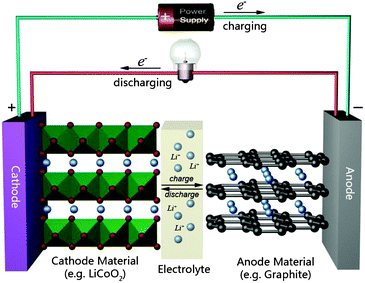 Power
Supply
e⁻
charging
e⁻
discharging
+
−
Cathode
Li⁺
Li⁺
Li⁺
charge
discharge
Li⁺
Li⁺
Anode
Cathode Material
(e.g. LiCoO₂)
Electrolyte
Anode Material
(e.g. Graphite)